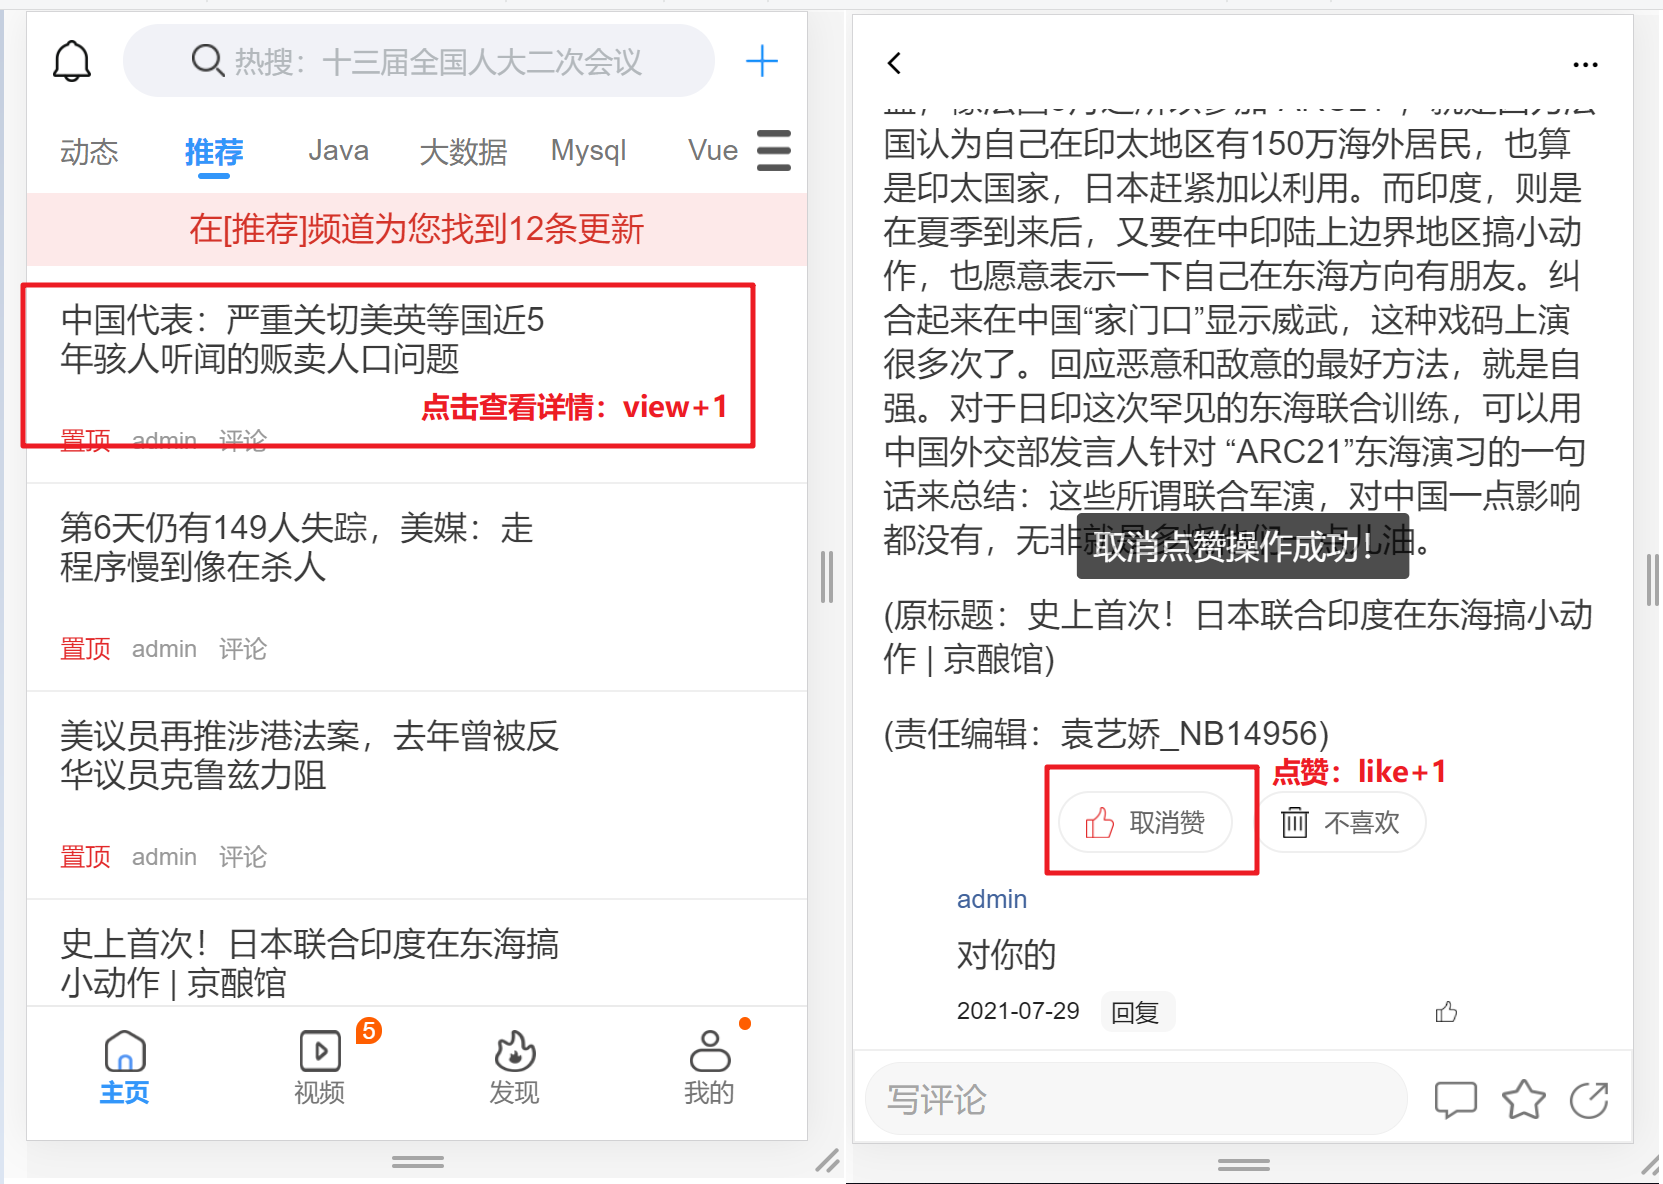 热搜：十三届全国人大二次会议
动态 推荐 Java 大数据 Mysql Vue
在[推荐]频道为您找到12条更新
中国代表：严重关切美英等国近5
年骇人听闻的贩卖人口问题
点击查看详情：view+1
置顶 admin 评论
第6天仍有149人失踪，美媒：走
程序慢到像在杀人
置顶 admin 评论
美议员再推涉港法案，去年曾被反
华议员克鲁兹力阻
置顶 admin 评论
史上首次！日本联合印度在东海搞
小动作 | 京酿馆
主页 视频 5 发现 我的
国认为自己在印太地区有150万海外居民，也算
是印太国家，日本赶紧加以利用。而印度，则是
在夏季到来后，又要在中印陆上边界地区搞小动
作，也愿意表示一下自己在东海方向有朋友。纠
合起来在中国“家门口”显示威武，这种戏码上演
很多次了。回应恶意和敌意的最好方法，就是自
强。对于日印这次罕见的东海联合训练，可以用
中国外交部发言人针对 “ARC21”东海演习的一句
话来总结：这些所谓联合军演，对中国一点影响
都没有，无非 油。
取消点赞操作成功！
(原标题：史上首次！日本联合印度在东海搞小动
作 | 京酿馆)
(责任编辑：袁艺娇_NB14956)
点赞：like+1
取消赞 不喜欢
admin
对你的
2021-07-29 回复
写评论